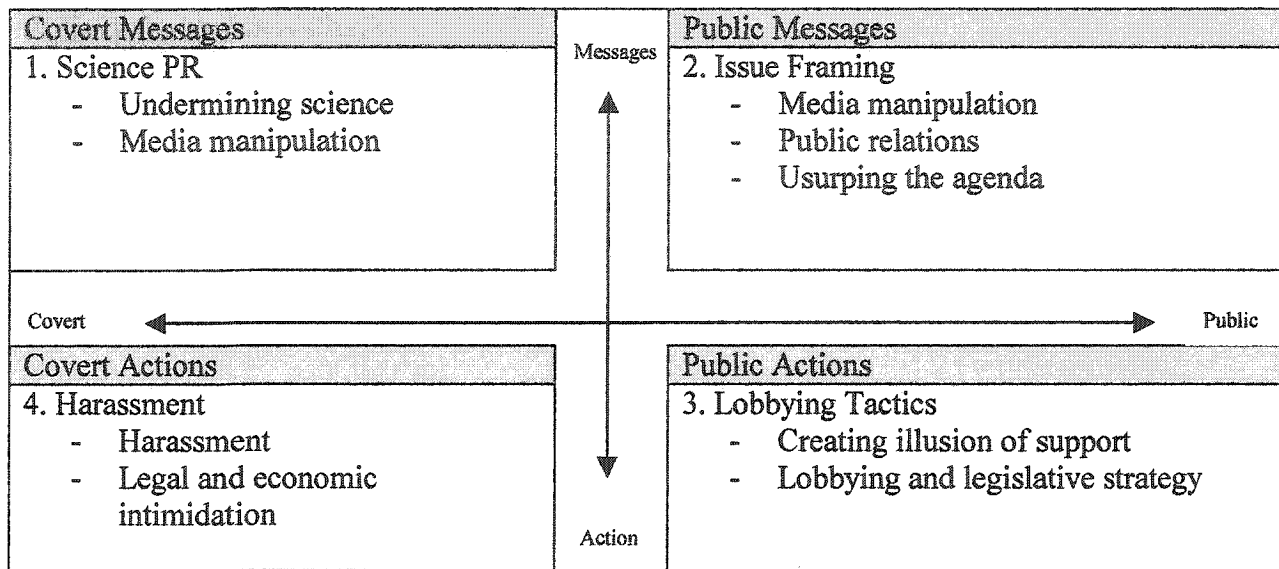 Covert Messages
1. Science PR
- Undermining science
- Media manipulation
Messages
Public Messages
2. Issue Framing
- Media manipulation
- Public relations
- Usurping the agenda
Covert
Public
Covert Actions
4. Harassment
- Harassment
- Legal and economic
intimidation
Action
Public Actions
3. Lobbying Tactics
- Creating illusion of support
- Lobbying and legislative strategy